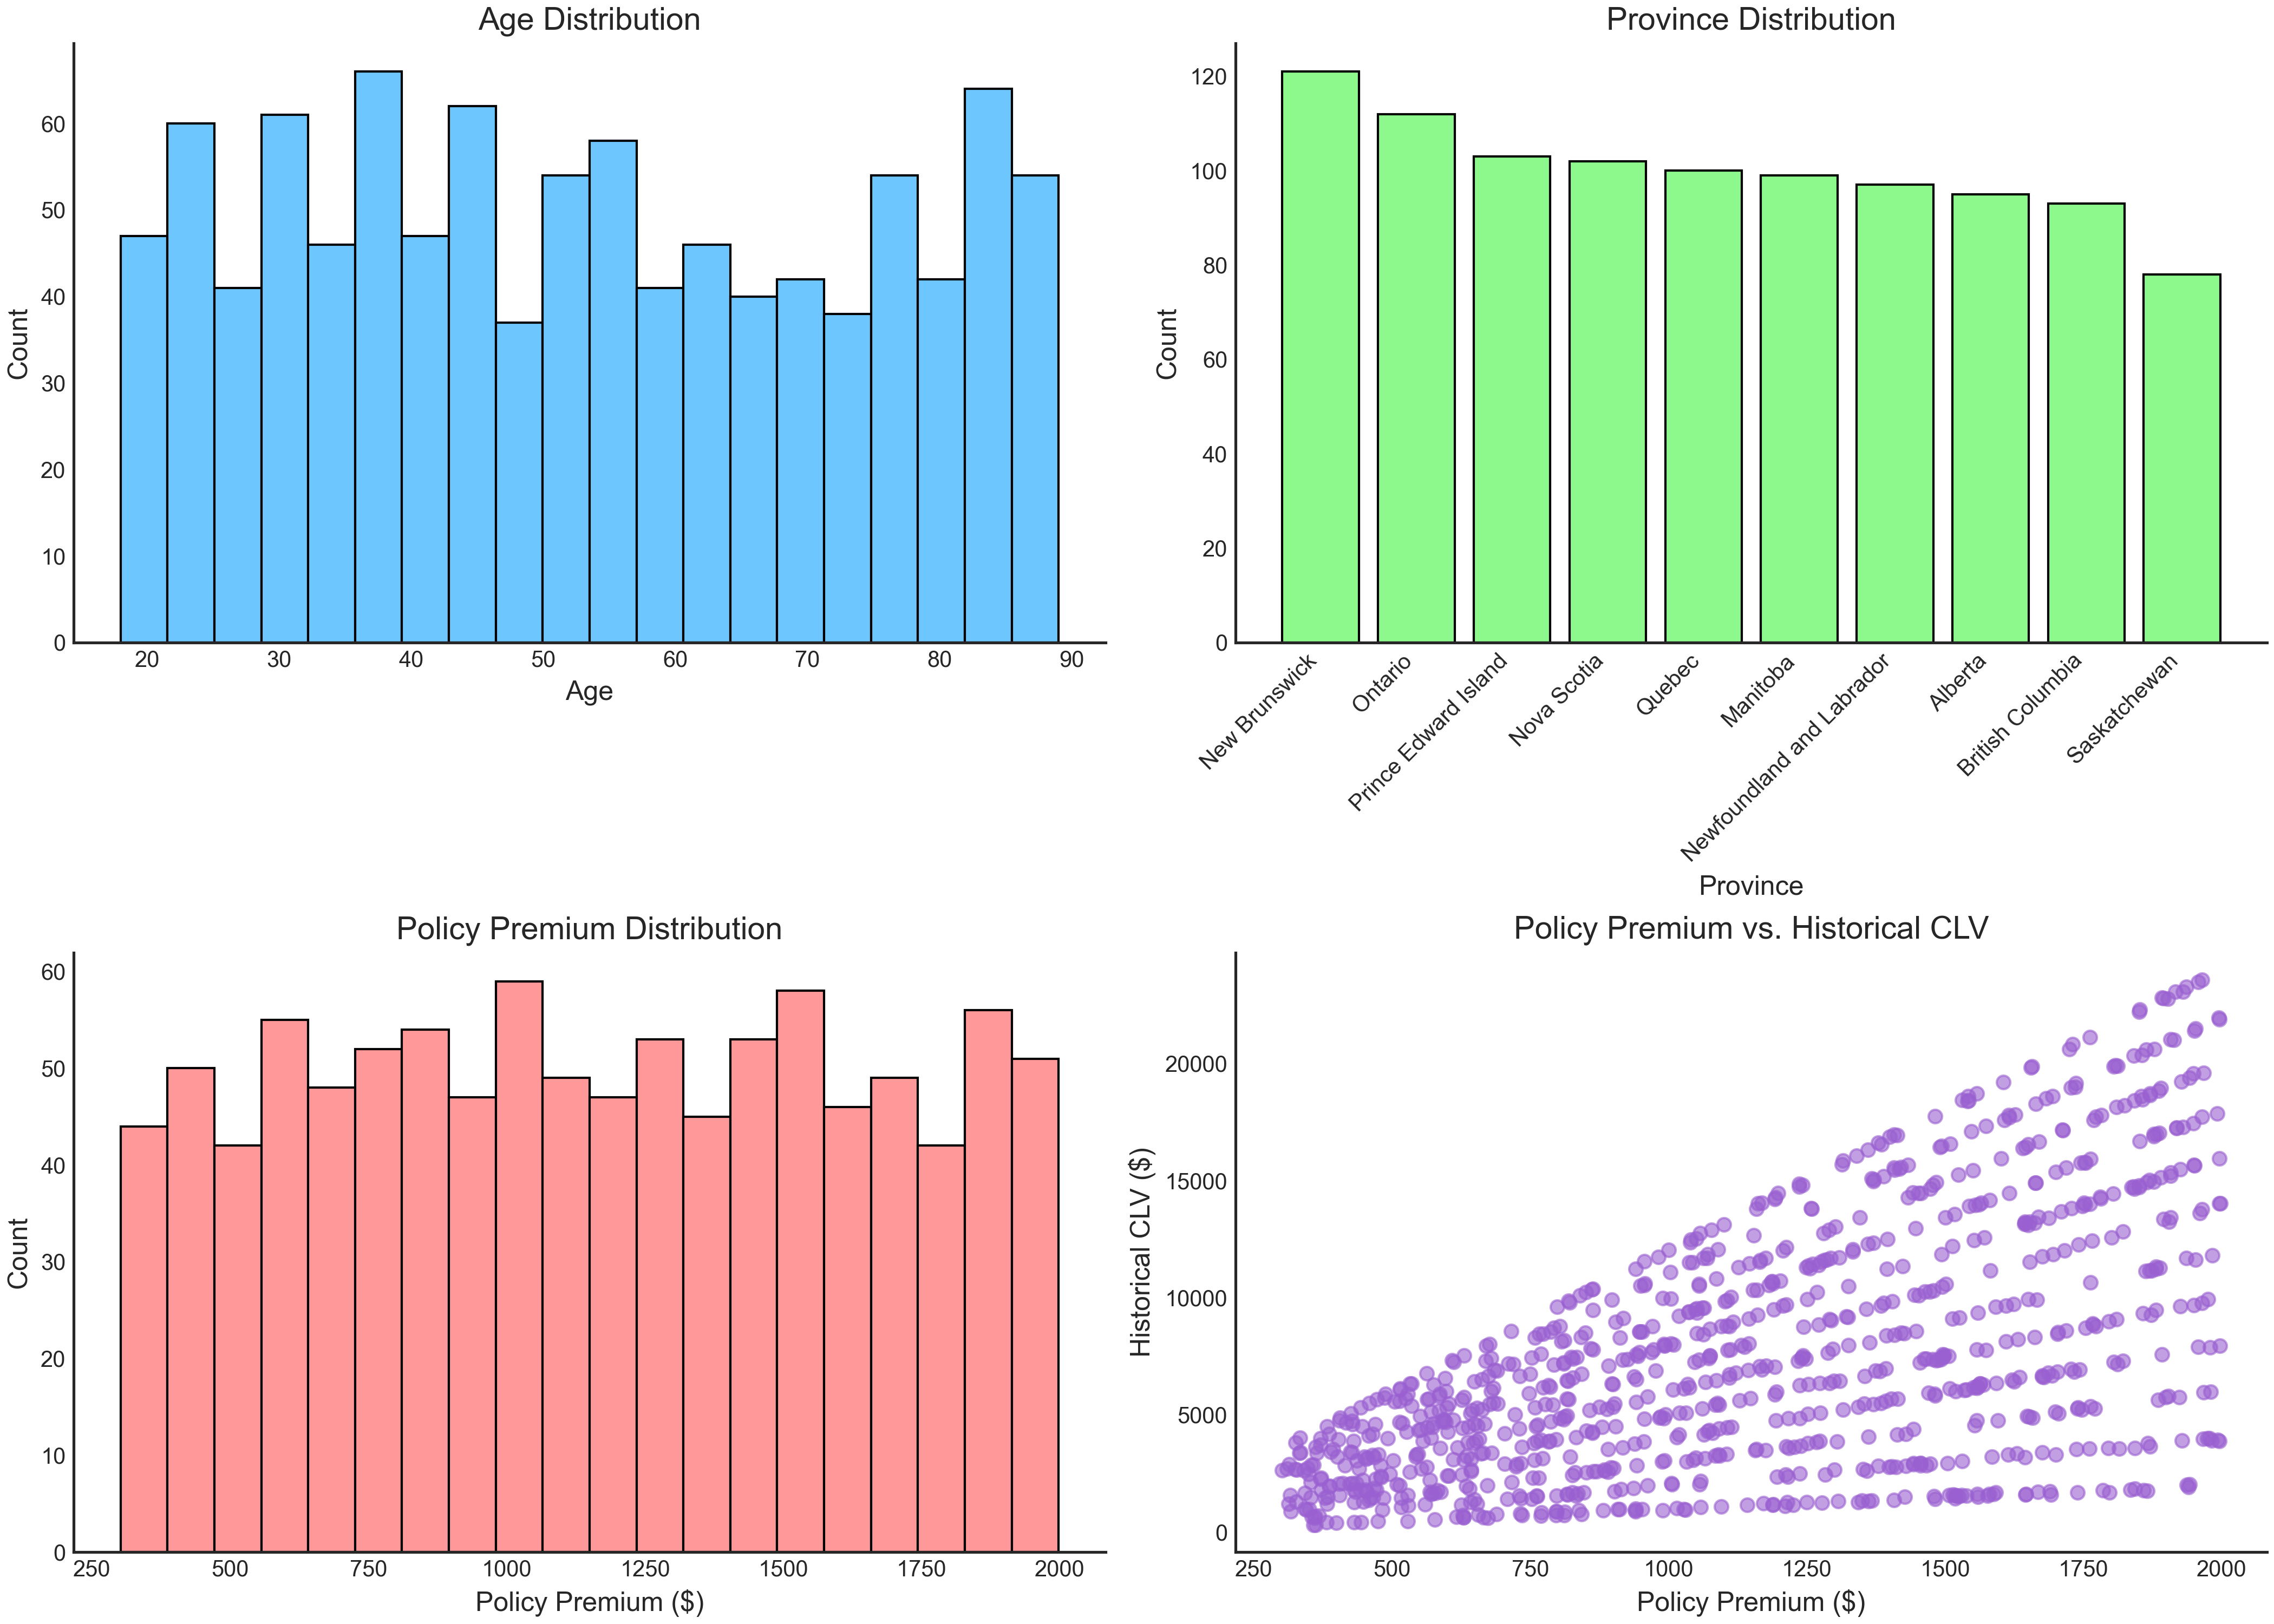 Age Distribution
Count
0
10
20
30
40
50
60
20 30 40 50 60 70 80 90
Age
Province Distribution
Count
0
20
40
60
80
100
120
New Brunswick
Ontario
Prince Edward Island
Nova Scotia
Quebec
Manitoba
Newfoundland and Labrador
Alberta
British Columbia
Saskatchewan
Province
Policy Premium Distribution
Count
0
10
20
30
40
50
60
250 500 750 1000 1250 1500 1750 2000
Policy Premium ($)
Policy Premium vs. Historical CLV
Historical CLV ($)
0
5000
10000
15000
20000
250 500 750 1000 1250 1500 1750 2000
Policy Premium ($)